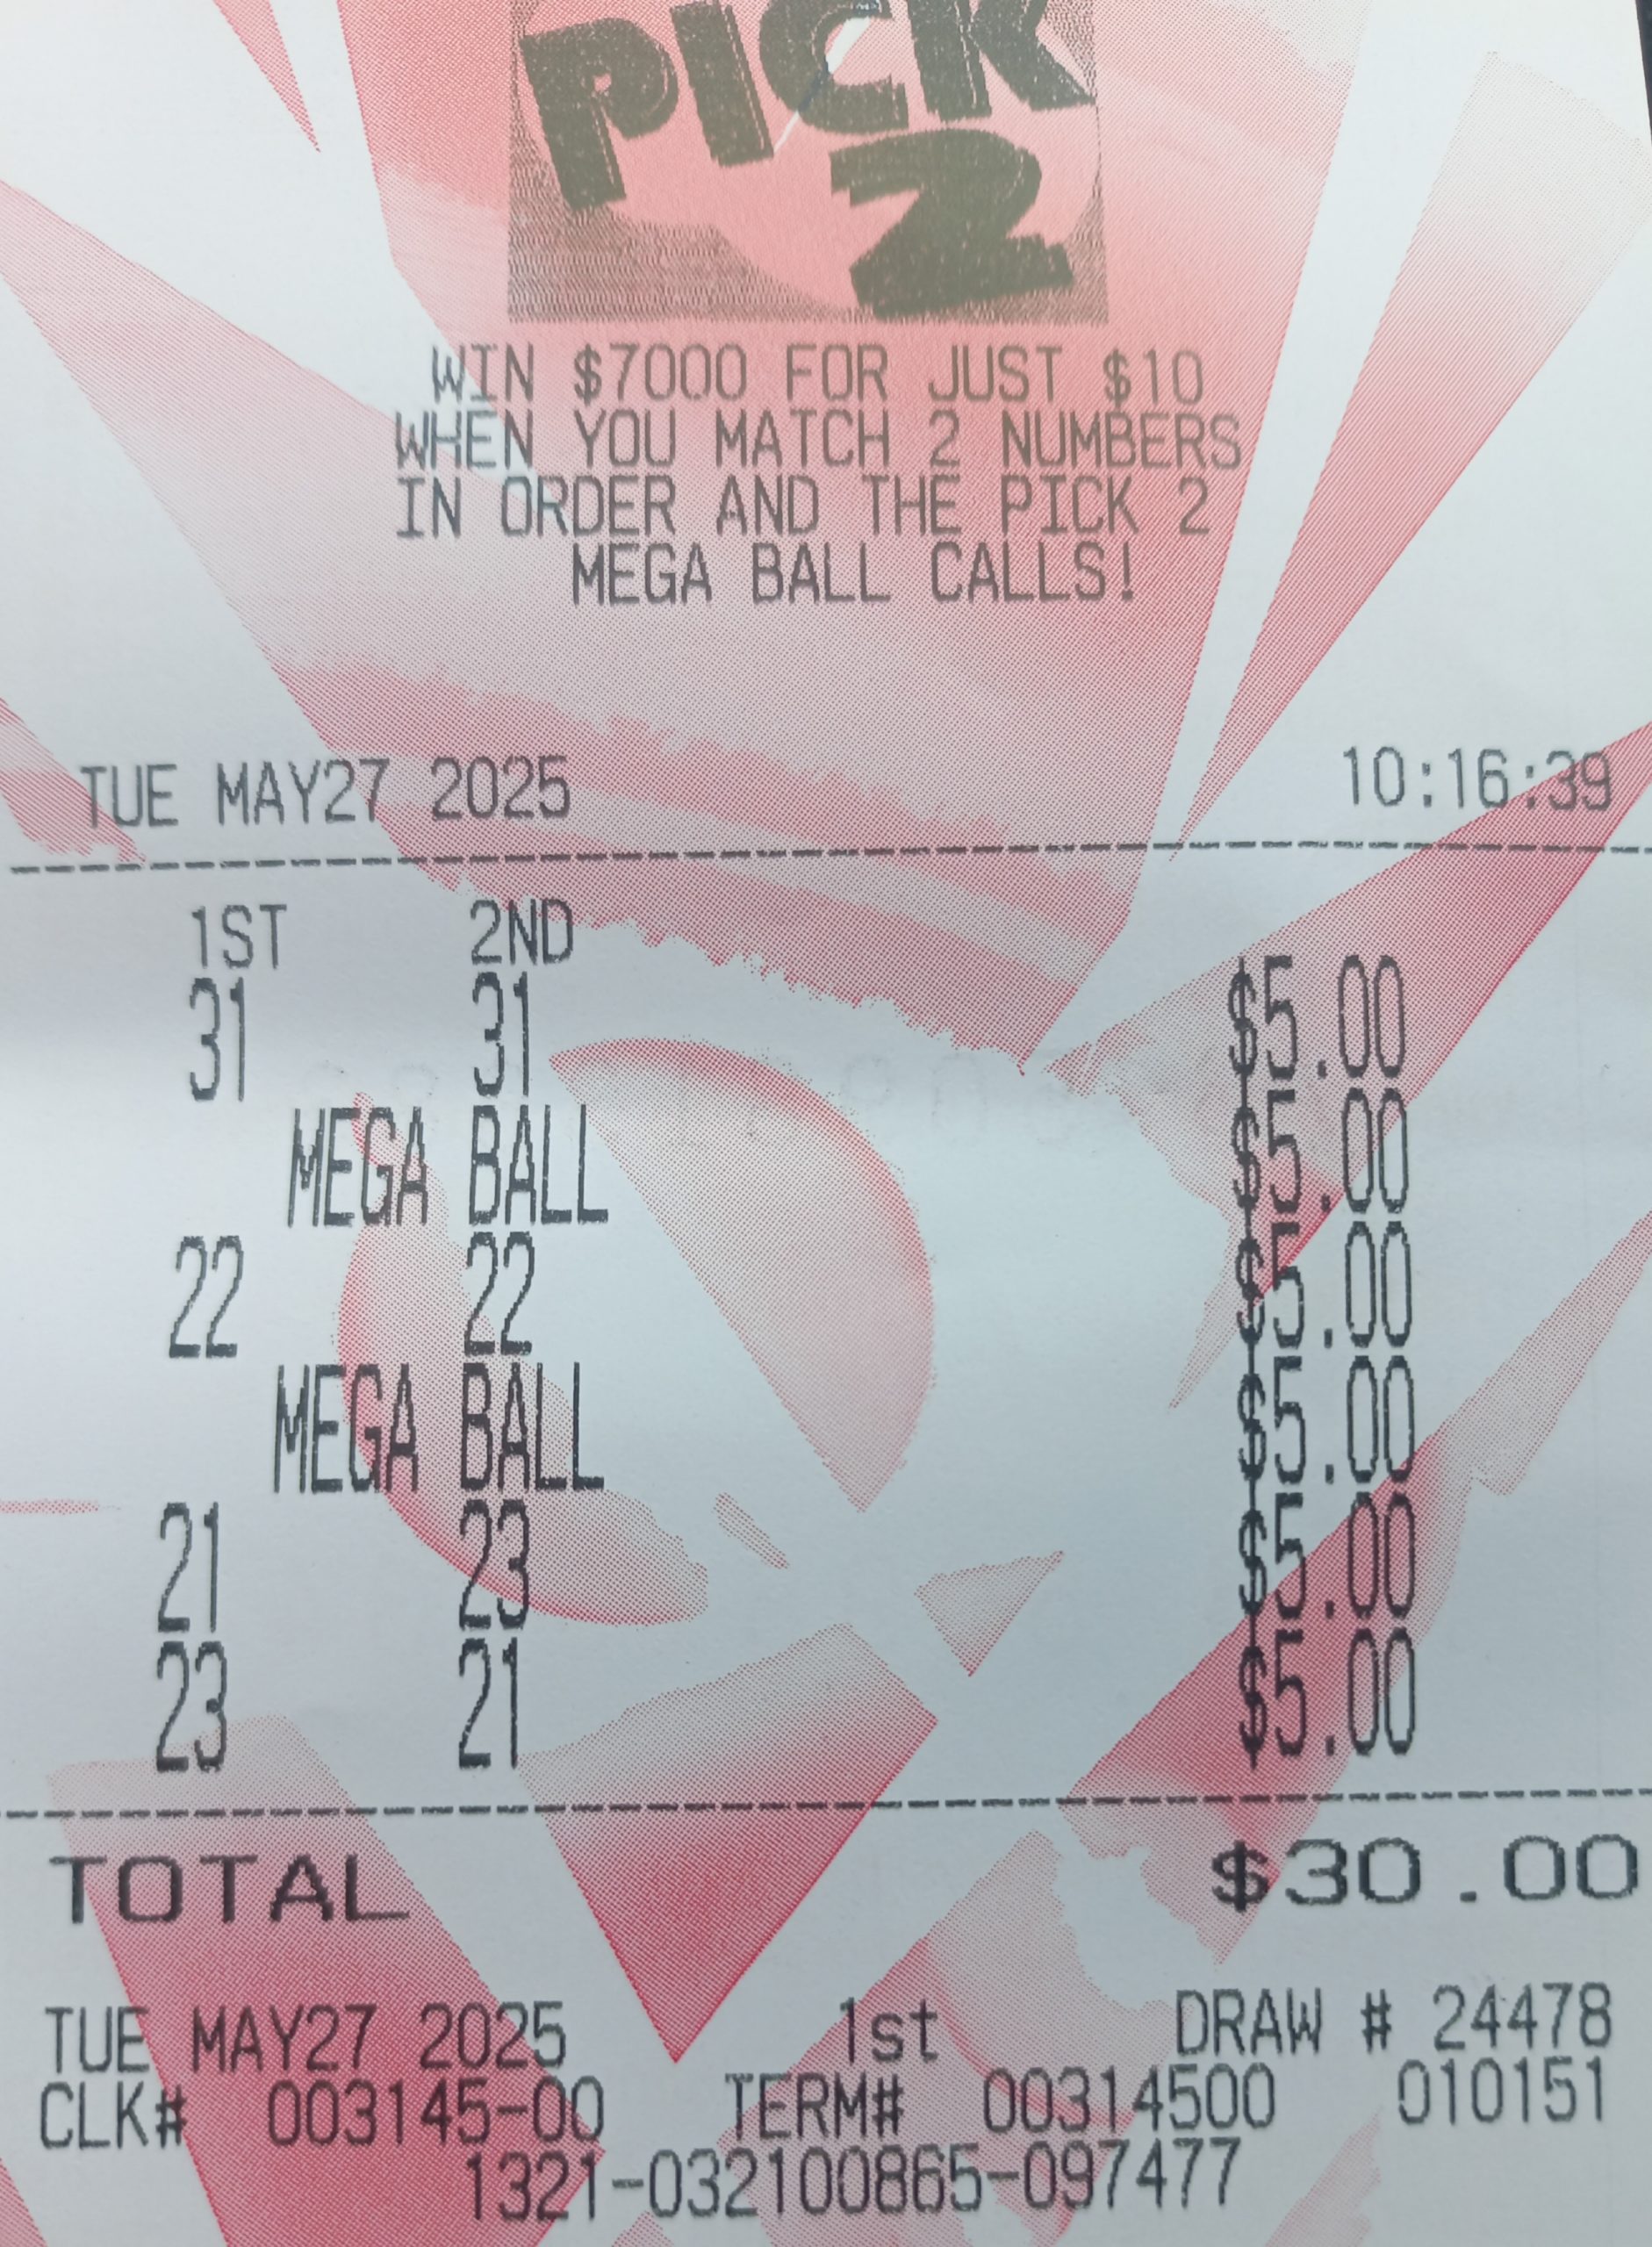 PICK
2
WIN $7000 FOR JUST $10
WHEN YOU MATCH 2 NUMBERS
IN ORDER AND THE PICK 2
MEGA BALL CALLS!
TUE MAY27 2025 10:16:39
1ST 2ND
31 31 $5.00
MEGA BALL $5.00
22 22 $5.00
MEGA BALL $5.00
21 23 $5.00
23 21 $5.00
TOTAL $30.00
TUE MAY27 2025 1st DRAW # 24478
CLK# 003145-00 TERM# 00314500 010151
1321-032100865-097477